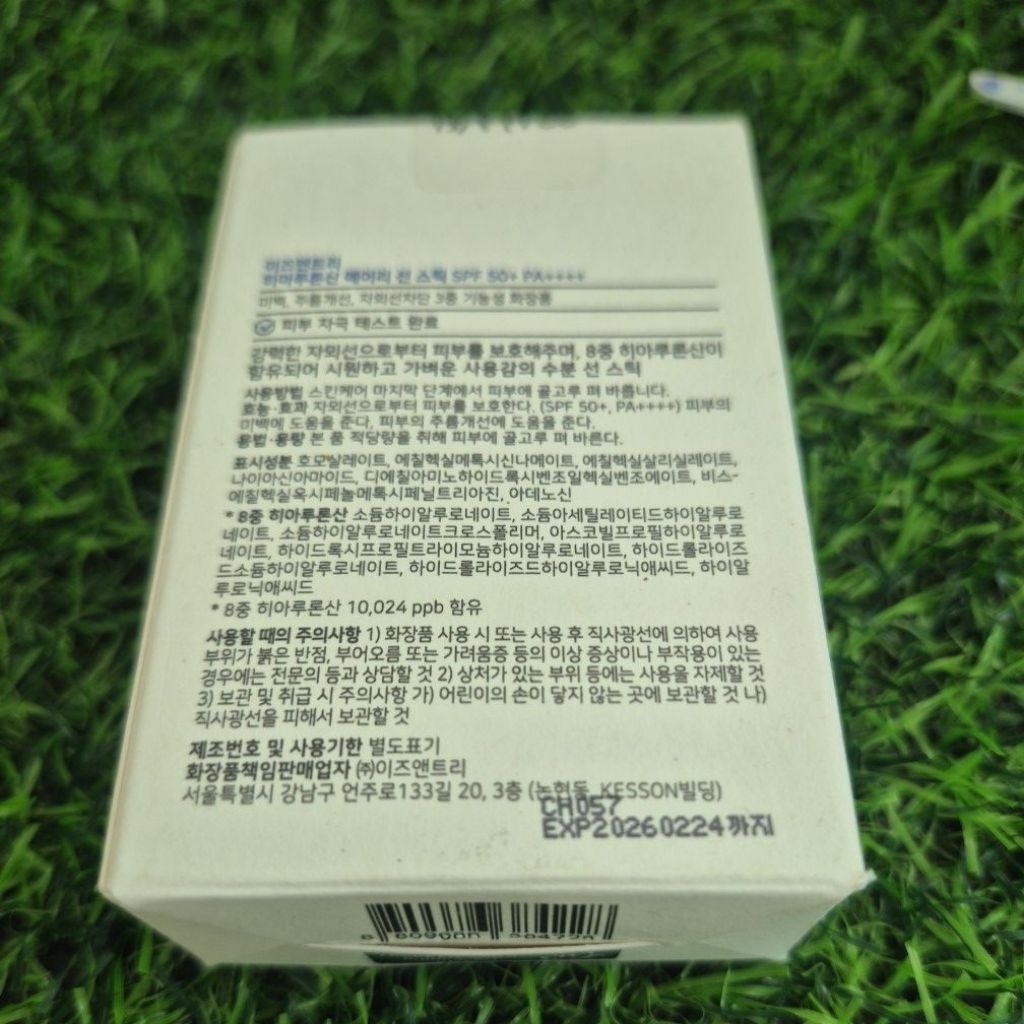 이즈앤트리
히아루론산 에어리 선 스틱 SPF 50+ PA++++
미백, 주름개선, 자외선차단 3중 기능성 화장품
피부 자극 테스트 완료
강력한 자외선으로부터 피부를 보호해주며, 8중 히아루론산이
함유되어 시원하고 가벼운 사용감의 수분 선 스틱
사용방법 스킨케어 마지막 단계에서 피부에 골고루 펴 바릅니다.
효능·효과 자외선으로부터 피부를 보호한다. (SPF 50+, PA++++) 피부의
미백에 도움을 준다, 피부의 주름개선에 도움을 준다.
용법·용량 본 품 적당량을 취해 피부에 골고루 펴 바른다.
표시성분 호모살레이트, 에칠헥실메톡시신나메이트, 에칠헥실살리실레이트,
나이아신아마이드, 디에칠아미노하이드록시벤조일헥실벤조에이트, 비스-
에칠헥실옥시페놀메톡시페닐트리아진, 아데노신
* 8중 히아루론산 소듐하이알루로네이트, 소듐아세틸레이티드하이알루로
네이트, 소듐하이알루로네이트크로스폴리머, 아스코빌프로필하이알루로
네이트, 하이드록시프로필트라이모늄하이알루로네이트, 하이드롤라이즈
드소듐하이알루로네이트, 하이드롤라이즈드하이알루로닉애씨드, 하이알
루로닉애씨드
* 8중 히아루론산 10,024 ppb 함유
사용할 때의 주의사항 1) 화장품 사용 시 또는 사용 후 직사광선에 의하여 사용
부위가 붉은 반점, 부어오름 또는 가려움증 등의 이상 증상이나 부작용이 있는
경우에는 전문의 등과 상담할 것 2) 상처가 있는 부위 등에는 사용을 자제할 것
3) 보관 및 취급 시 주의사항 가) 어린이의 손이 닿지 않는 곳에 보관할 것 나)
직사광선을 피해서 보관할 것
제조번호 및 사용기한 별도표기
화장품책임판매업자 ㈜이즈앤트리
서울특별시 강남구 언주로133길 20, 3층 (논현동, KESSON빌딩)
CH057
EXP20260224까지